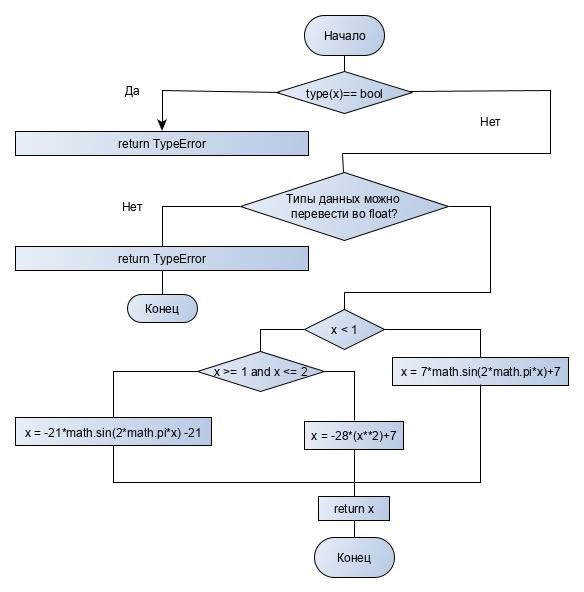 Начало
type(x)== bool
Да
Нет
return TypeError
Типы данных можно
перевести во float?
Нет
return TypeError
Конец
x < 1
x >= 1 and x <= 2
x = 7*math.sin(2*math.pi*x)+7
x = -21*math.sin(2*math.pi*x) -21
x = -28*(x**2)+7
return x
Конец